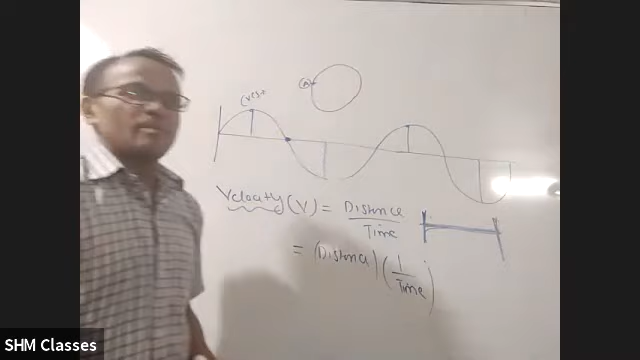 Crest
A
Velocity (V) = Distance / Time
= (Distance) (1 / Time)
SHM Classes